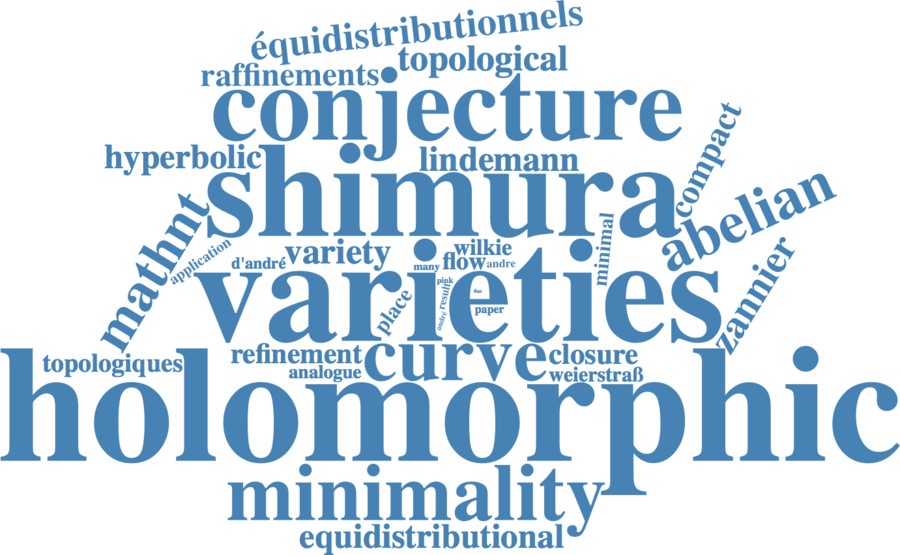 équidistributionnels
topological
raffinements
conjecture
hyperbolic
lindemann
compact
shimura
abelian
mathnt
application
d'andré
variety
wilkie
many
flow
andre
minimal
zannier
varieties
place
pink
result
andré
due
paper
topologiques
refinement
analogue
curve
closure
weierstraß
holomorphic
minimality
equidistributional